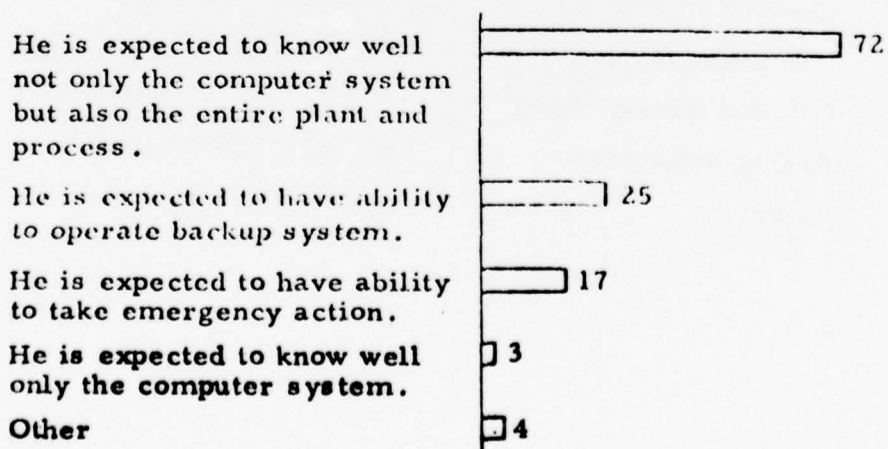 He is expected to know well
not only the computer system
but also the entire plant and
process.
72
He is expected to have ability
to operate backup system.
25
He is expected to have ability
to take emergency action.
17
He is expected to know well
only the computer system.
3
Other
4